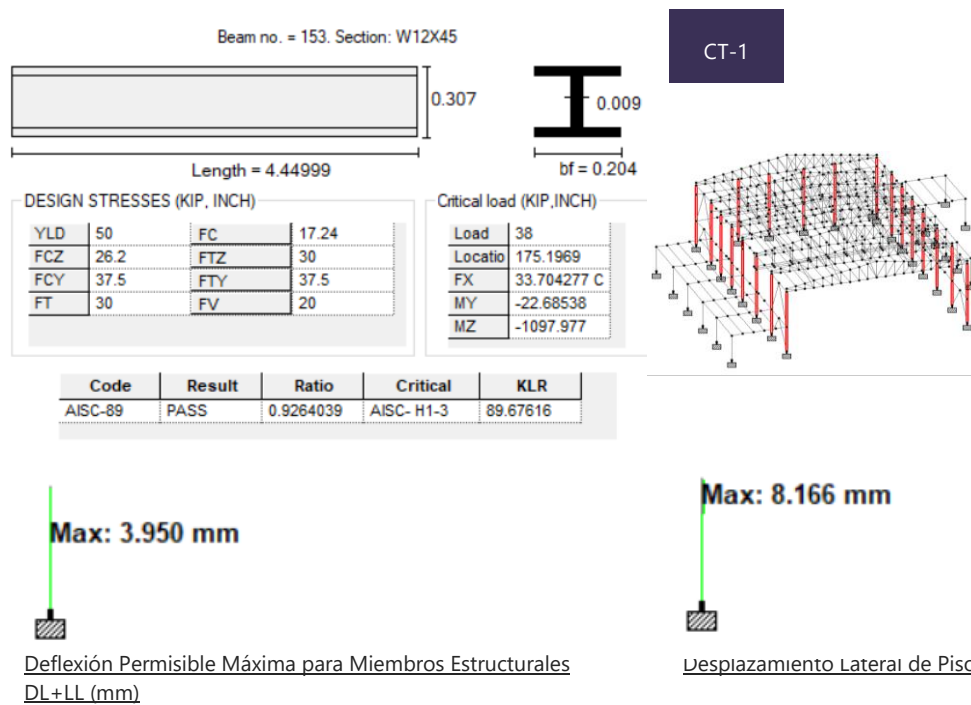 Beam no. = 153. Section: W12X45
CT-1
0.307
0.009
Length = 4.44999
bf = 0.204
DESIGN STRESSES (KIP, INCH)
YLD 50 FC 17.24
FCZ 26.2 FTZ 30
FCY 37.5 FTY 37.5
FT 30 FV 20
Critical load (KIP,INCH)
Load 38
Locatio 175.1969
FX 33.704277 C
MY -22.68538
MZ -1097.977
Code Result Ratio Critical KLR
AISC-89 PASS 0.9264039 AISC- H1-3 89.67616
Max: 3.950 mm
Max: 8.166 mm
Deflexión Permisible Máxima para Miembros Estructurales
DL+LL (mm)
Desplazamiento Lateral de Piso